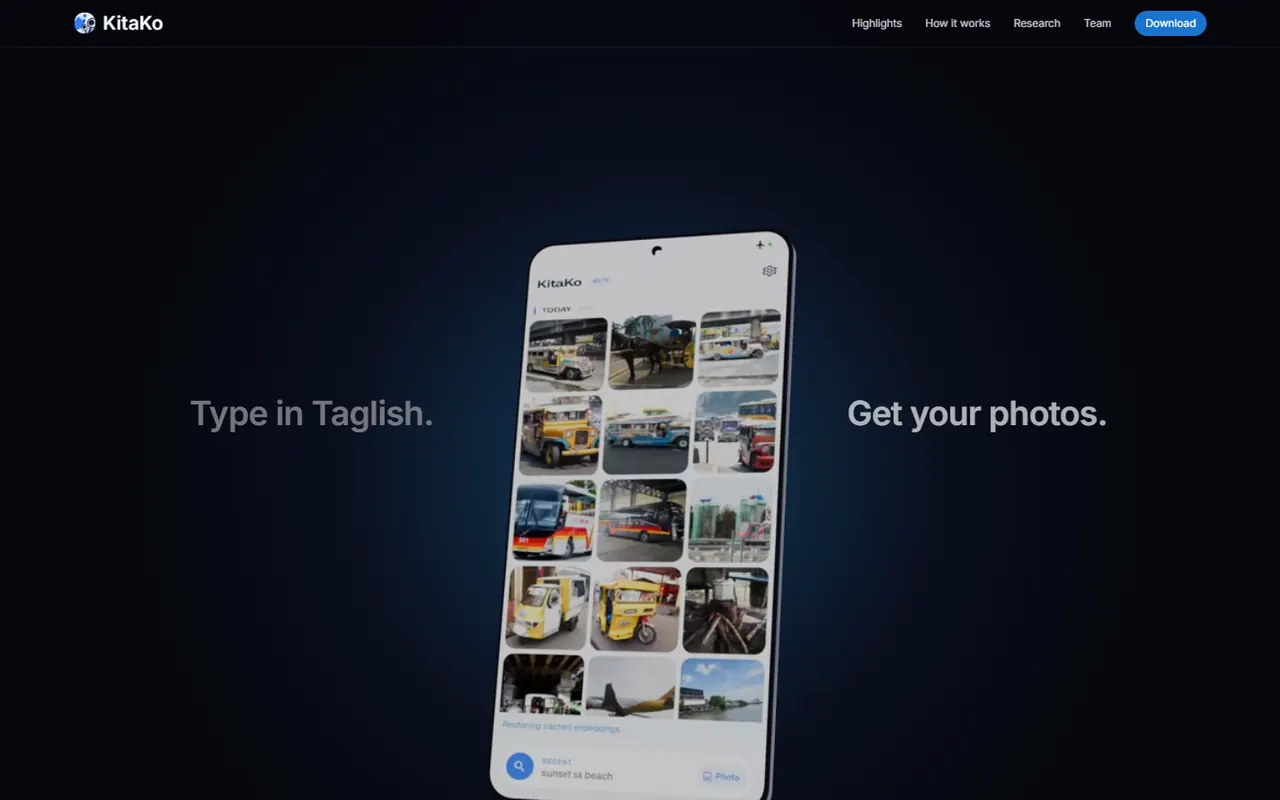 KitaKo
Highlights
How it works
Research
Team
Download
KitaKo
BETA
TODAY
Type in Taglish.
Get your photos.
Restoring cached embeddings.
RECENT
sunset sa beach
Photo